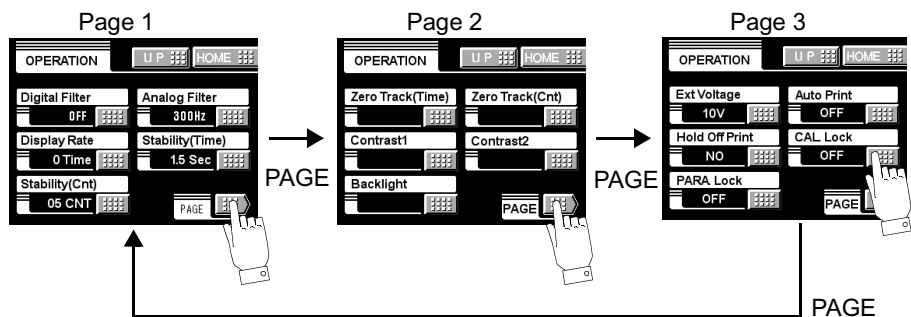 Page 1
OPERATION UP HOME
Digital Filter Analog Filter
OFF 300Hz
Display Rate Stability(Time)
0 Time 1.5 Sec
Stability(Cnt)
05 CNT PAGE
PAGE
Page 2
OPERATION UP HOME
Zero Track(Time) Zero Track(Cnt)
Contrast1 Contrast2
Backlight
PAGE
PAGE
Page 3
OPERATION UP HOME
Ext Voltage Auto Print
10V OFF
Hold Off Print CAL Lock
NO OFF
PARA Lock
OFF PAGE
PAGE